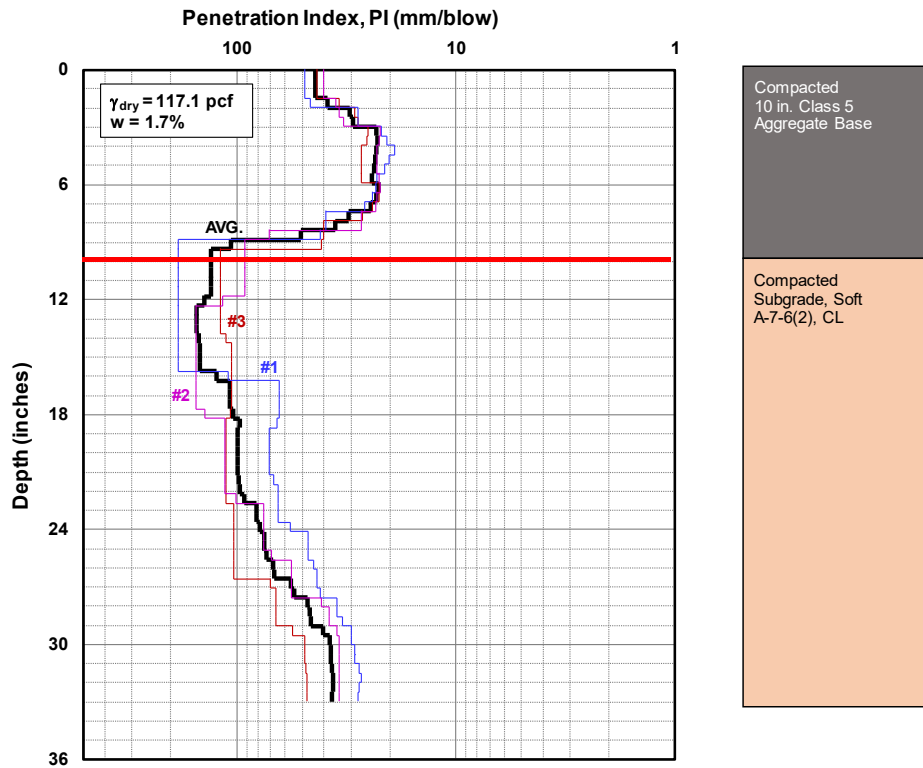 Penetration Index, PI (mm/blow)
100
10
1
0
6
12
18
24
30
36
Depth (inches)
γdry = 117.1 pcf
w = 1.7%
AVG.
#3
#1
#2
Compacted
10 in. Class 5
Aggregate Base
Compacted
Subgrade, Soft
A-7-6(2), CL